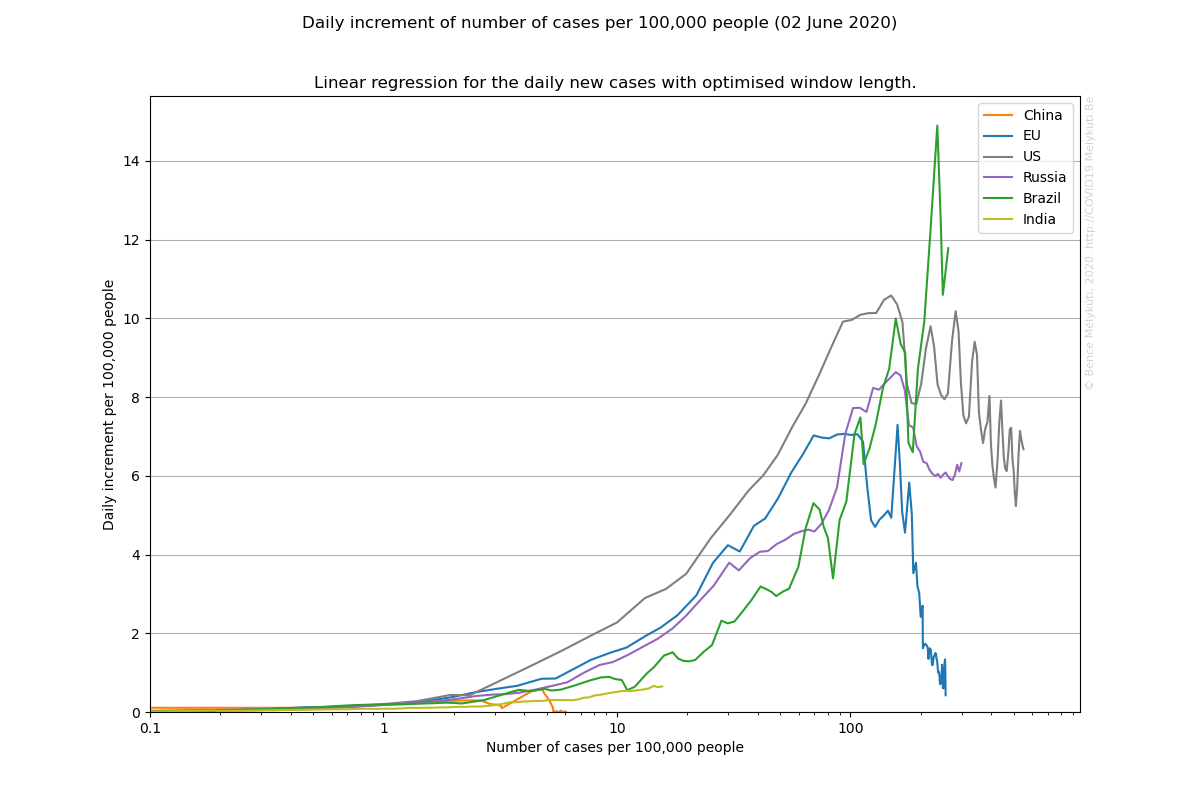 Daily increment of number of cases per 100,000 people (02 June 2020)
Linear regression for the daily new cases with optimised window length.
China
EU
US
Russia
Brazil
India
14
12
10
8
6
4
2
0
Daily increment per 100,000 people
0.1
1
10
100
Number of cases per 100,000 people
© Bence Mélykúti, 2020. http://COVID19.Melykuti.Be